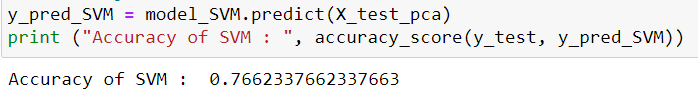 y_pred_SVM = model_SVM.predict(X_test_pca)
print ("Accuracy of SVM : ", accuracy_score(y_test, y_pred_SVM))
Accuracy of SVM :  0.7662337662337663